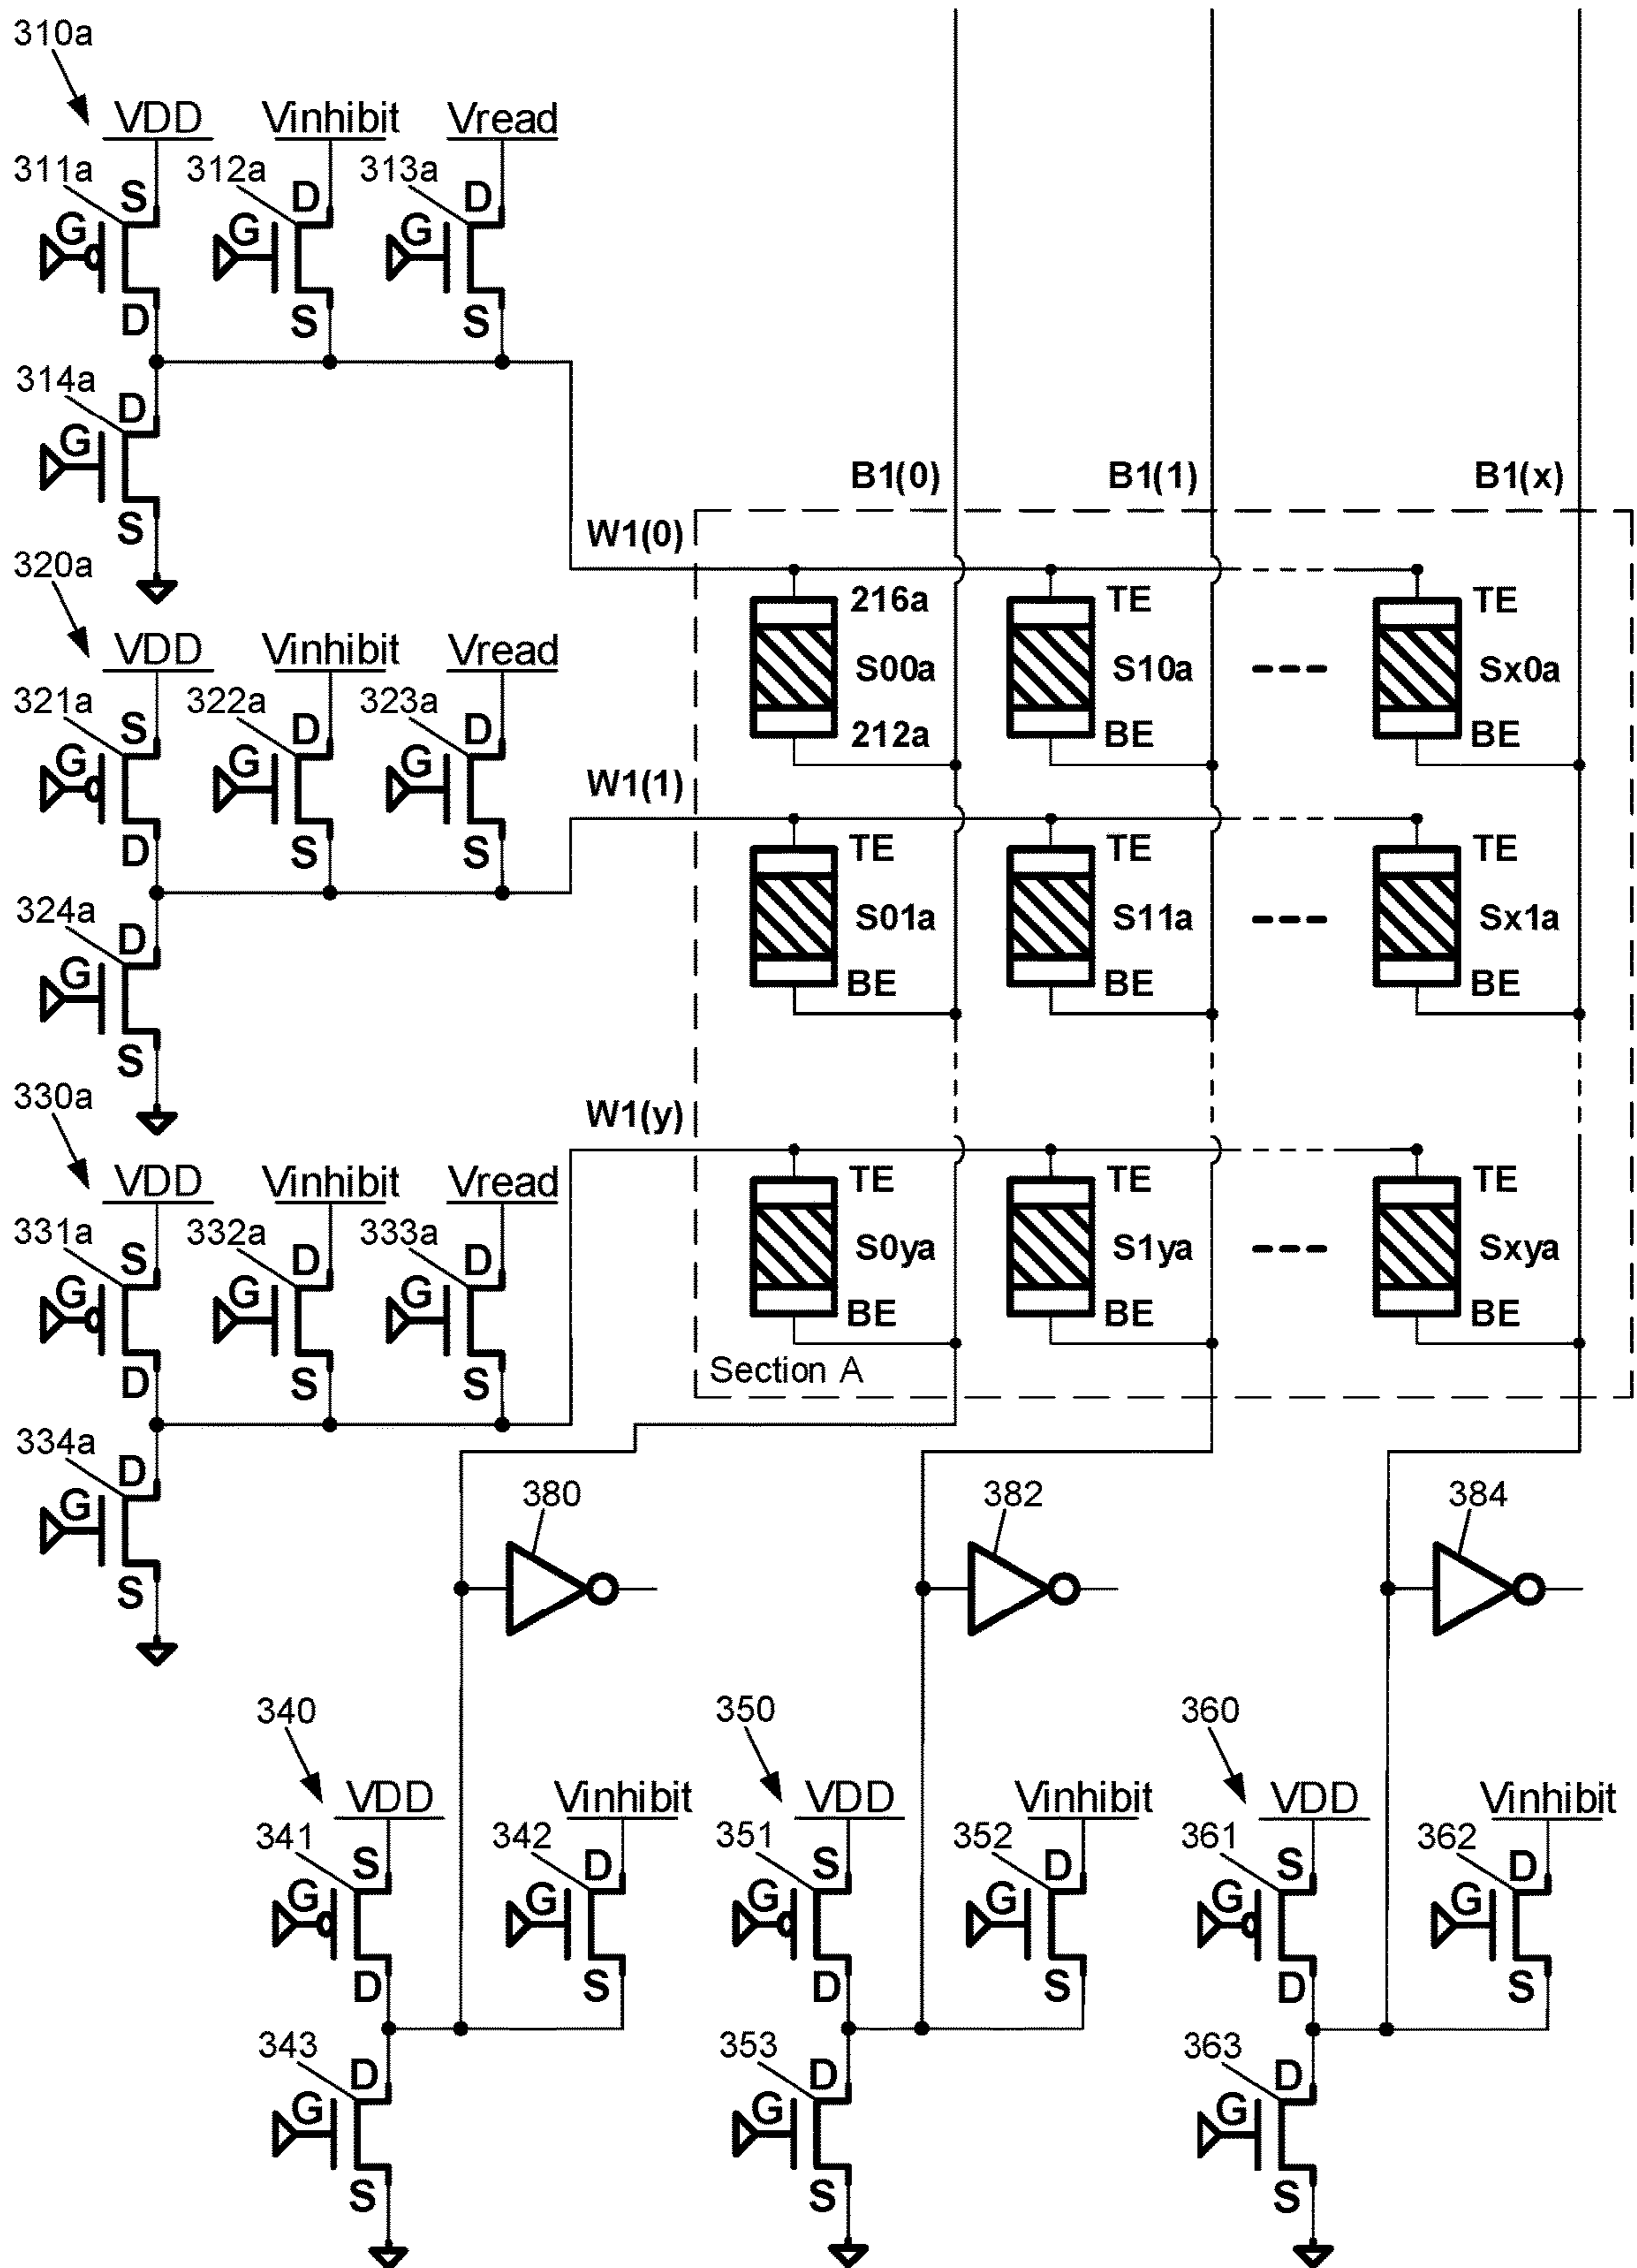 310a
VDD Vinhibit Vread
311a S 312a D 313a D
G G G
D S S
314a D
G
S
B1(0) B1(1) B1(x)
W1(0)
320a
216a TE TE
VDD Vinhibit Vread
S00a S10a Sx0a
321a S 322a D 323a D
212a BE BE
G G G
W1(1)
D S S
TE TE TE
324a D
S01a S11a Sx1a
G
BE BE BE
S
330a
W1(y)
VDD Vinhibit Vread
TE TE TE
331a S 332a D 333a D
S0ya S1ya Sxya
G G G
BE BE BE
D S S
Section A
334a D
G
S
380 382 384
340 350 360
VDD Vinhibit VDD Vinhibit VDD Vinhibit
341 S 342 D 351 S 352 D 361 S 362 D
G G G G G G
D S D S D S
343 D 353 D 363 D
G G G
S S S